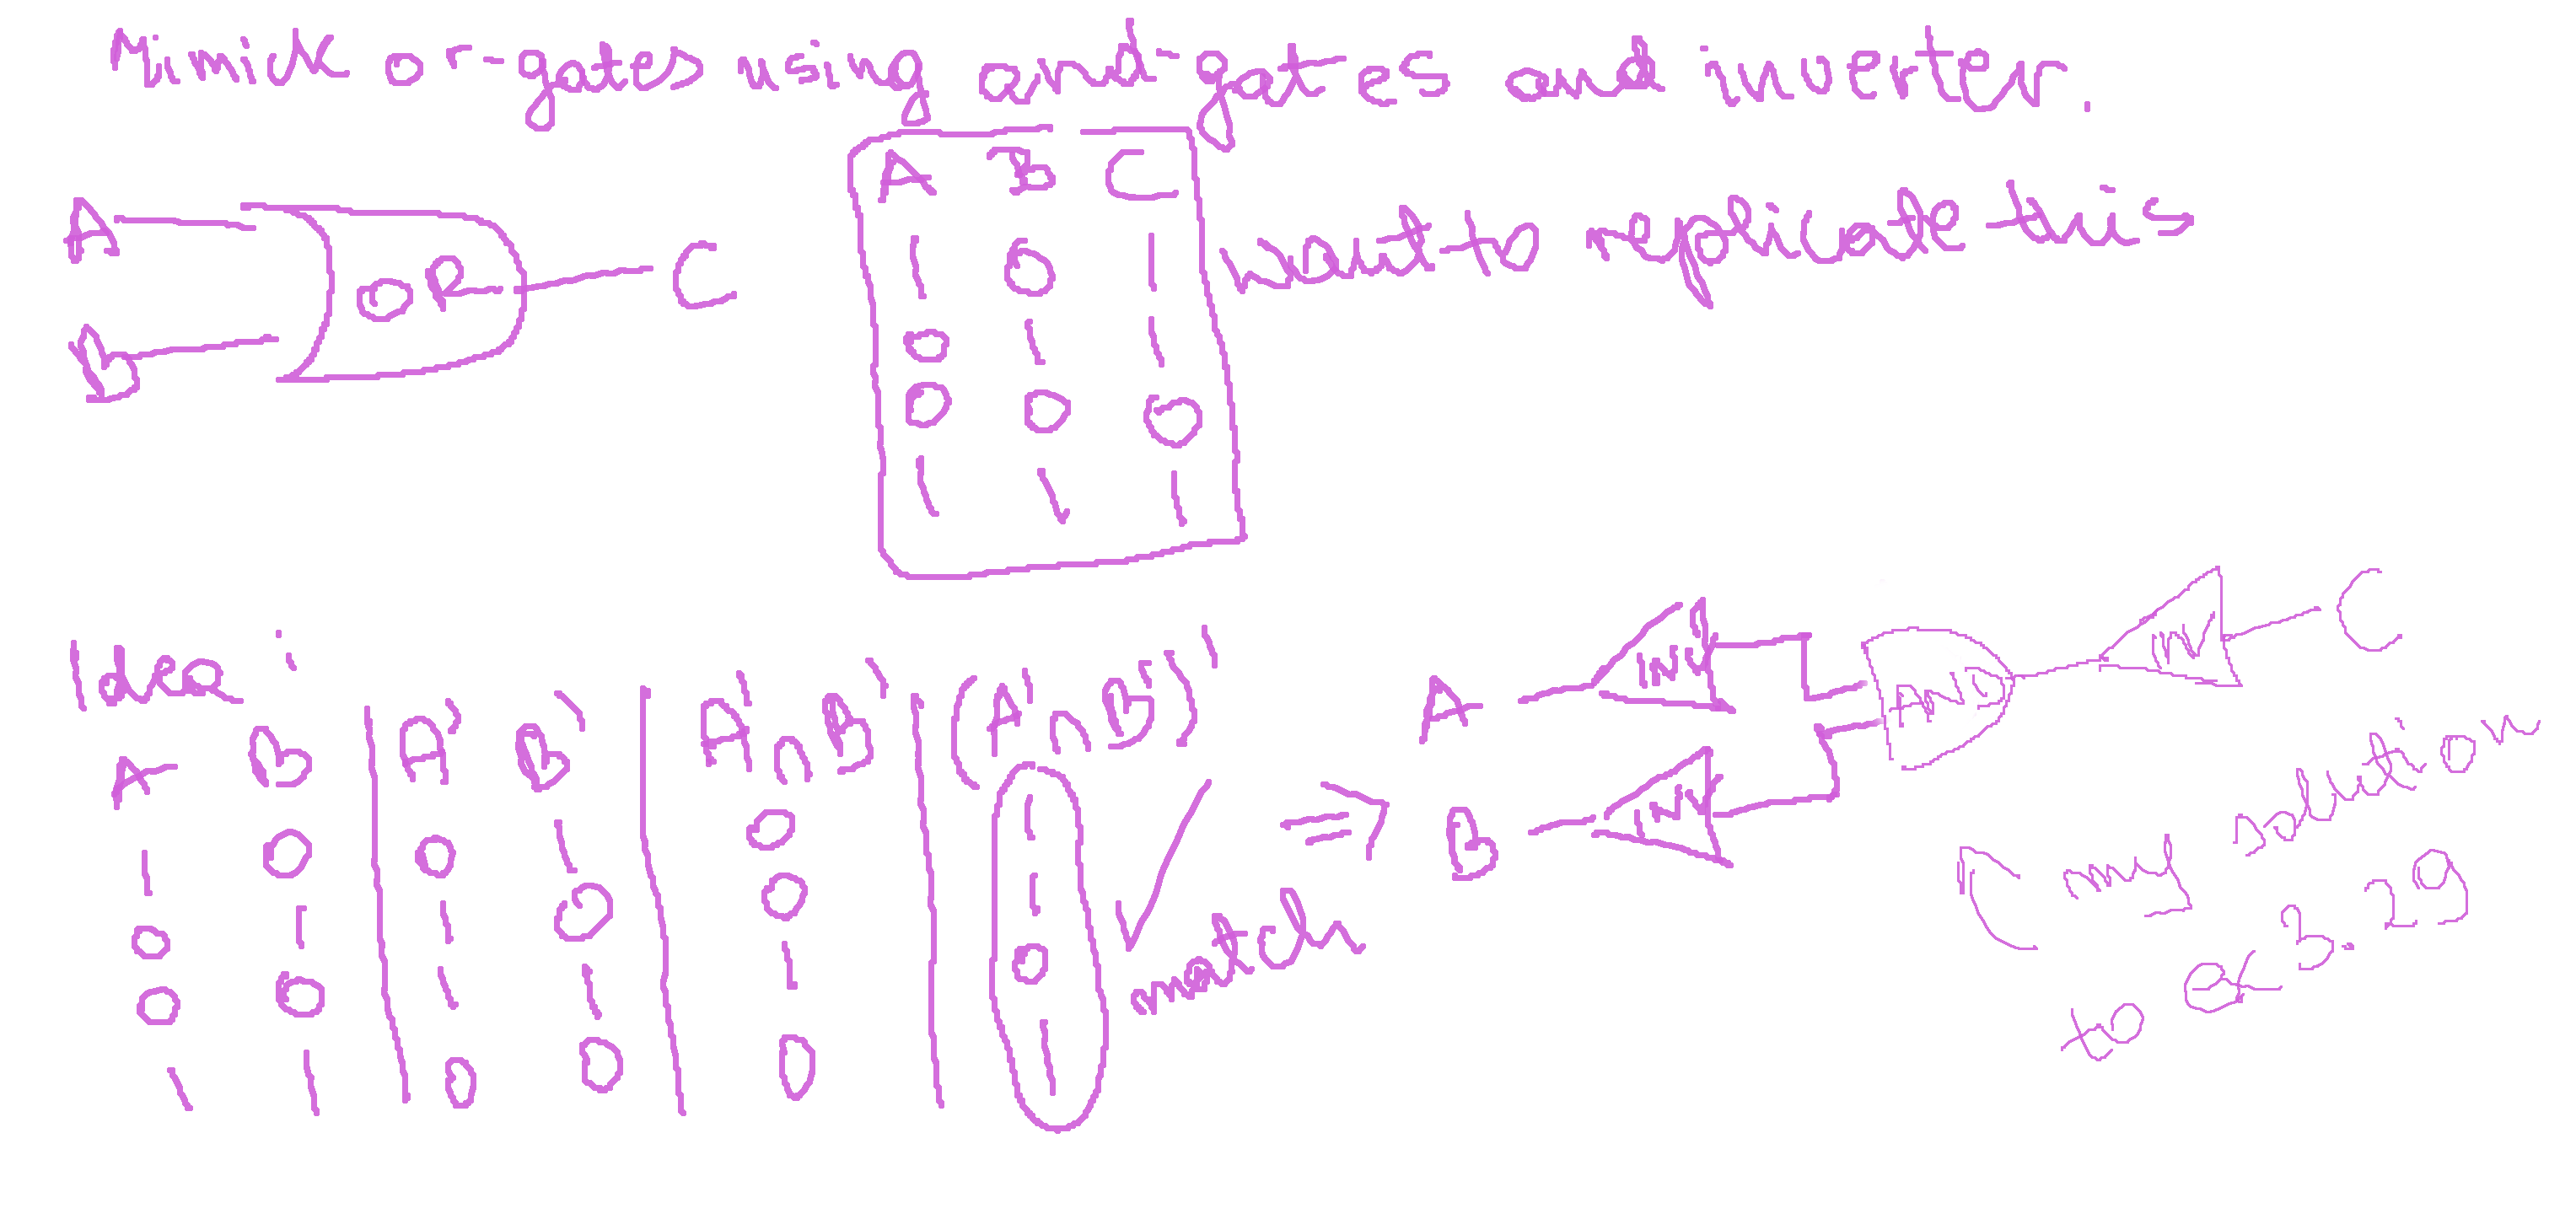 Mimick or-gates using and-gates and inverter.
A
B
OR
C
A B C
1 0 1
0 1 1
0 0 0
1 1 1
want to replicate this
Idea:
A B A' B' A'∩B' (A'∩B')'
1 0 0 1 0 1
0 1 1 0 0 1
0 0 1 1 1 0
1 1 0 0 0 1
match
⇒
A INV
B INV
AND
INV
C
( my solution
to ex 3.29